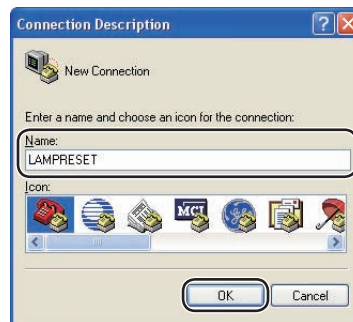 Connection Description
New Connection
Enter a name and choose an icon for the connection:
Name:
LAMPRESET
Icon:
MCI
OK
Cancel